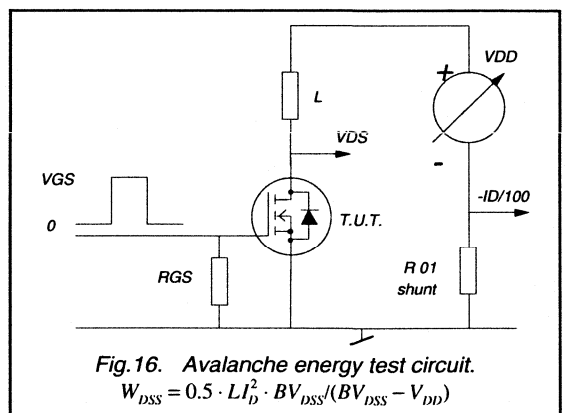 +
VDD
L
-
VDS
VGS
-ID/100
0
T.U.T.
RGS
R 01
shunt
Fig.16. Avalanche energy test circuit.
W_DSS = 0.5 · LI_D^2 · BV_DSS/(BV_DSS − V_DD)